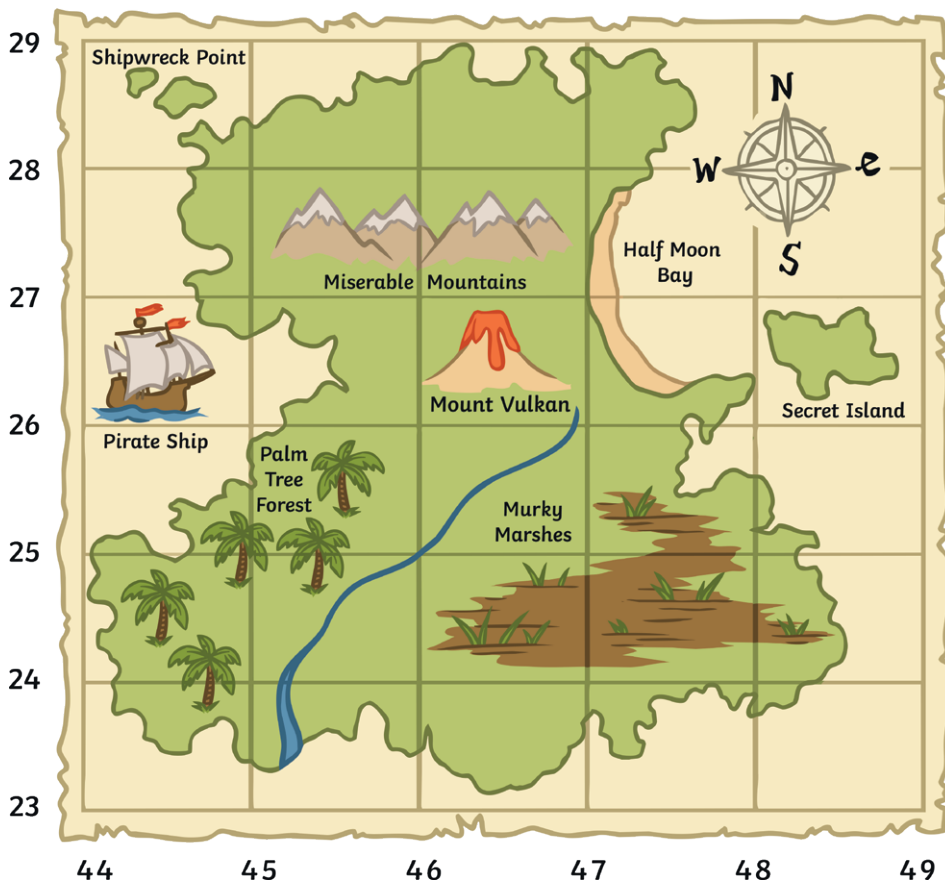 29
Shipwreck Point
N
28
W e
Half Moon
Bay
S
Miserable Mountains
27
Mount Vulkan
Secret Island
26
Pirate Ship
Palm
Tree
Forest
Murky
Marshes
25
24
23
44 45 46 47 48 49